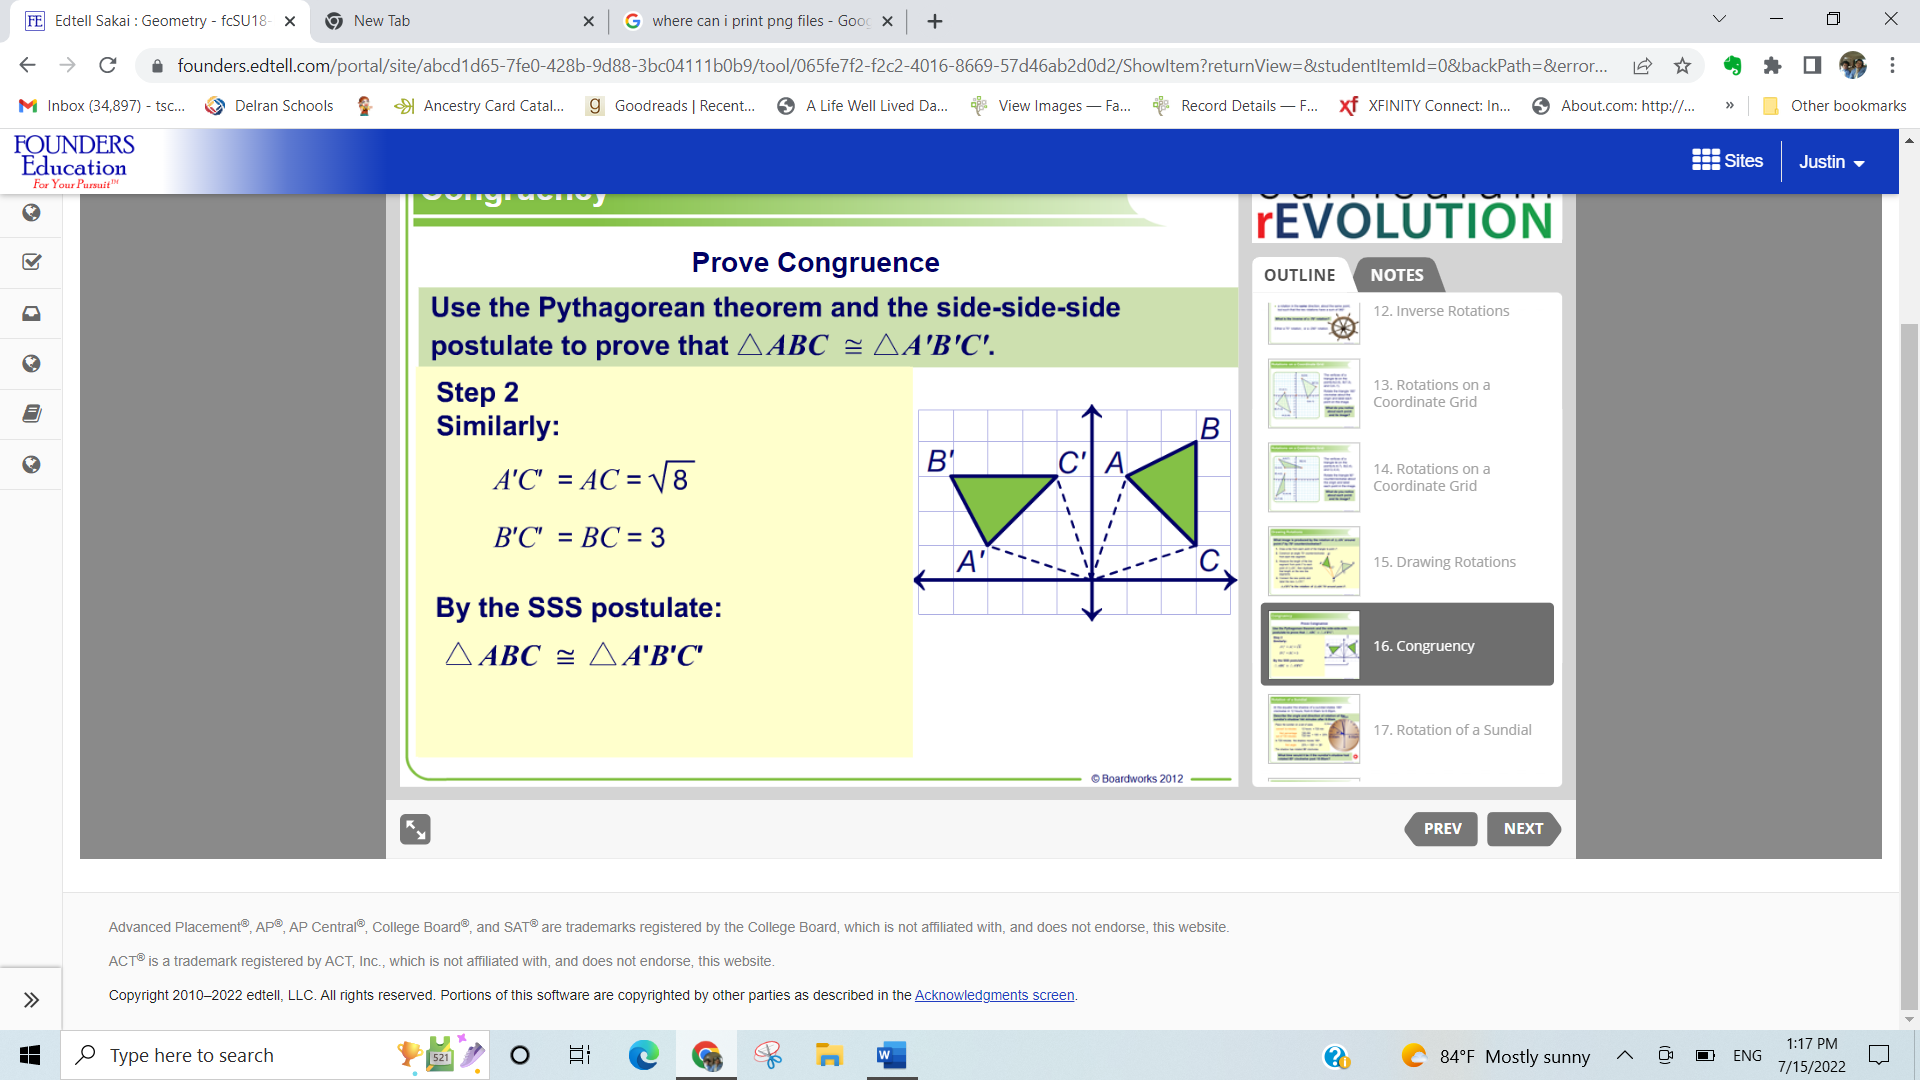 Edtell Sakai : Geometry - fcSU18-
New Tab
where can i print png files - Goog
founders.edtell.com/portal/site/abcd1d65-7fe0-428b-9d88-3bc04111b0b9/tool/065fe7f2-f2c2-4016-8669-57d46ab2d0d2/ShowItem?returnView=&studentItemId=0&backPath=&error...
Inbox (34,897) - tsc...
Delran Schools
Ancestry Card Catal...
Goodreads | Recent...
A Life Well Lived Da...
View Images — Fa...
Record Details — F...
XFINITY Connect: In...
About.com: http://...
»
Other bookmarks
FOUNDERS
Education
For Your Pursuit™
Sites
Justin
Congruency
rEVOLUTION
Prove Congruence
Use the Pythagorean theorem and the side-side-side
postulate to prove that △ABC ≅ △A'B'C'.
Step 2
Similarly:
A'C' = AC = √8
B'C' = BC = 3
By the SSS postulate:
△ ABC ≅ △ A'B'C'
B'
C'
A
B
A'
C
© Boardworks 2012
OUTLINE
NOTES
12. Inverse Rotations
13. Rotations on a
Coordinate Grid
14. Rotations on a
Coordinate Grid
15. Drawing Rotations
16. Congruency
17. Rotation of a Sundial
PREV
NEXT
Advanced Placement®, AP®, AP Central®, College Board®, and SAT® are trademarks registered by the College Board, which is not affiliated with, and does not endorse, this website.
ACT® is a trademark registered by ACT, Inc., which is not affiliated with, and does not endorse, this website.
Copyright 2010–2022 edtell, LLC. All rights reserved. Portions of this software are copyrighted by other parties as described in the Acknowledgments screen.
Type here to search
521
84°F Mostly sunny
ENG
1:17 PM
7/15/2022